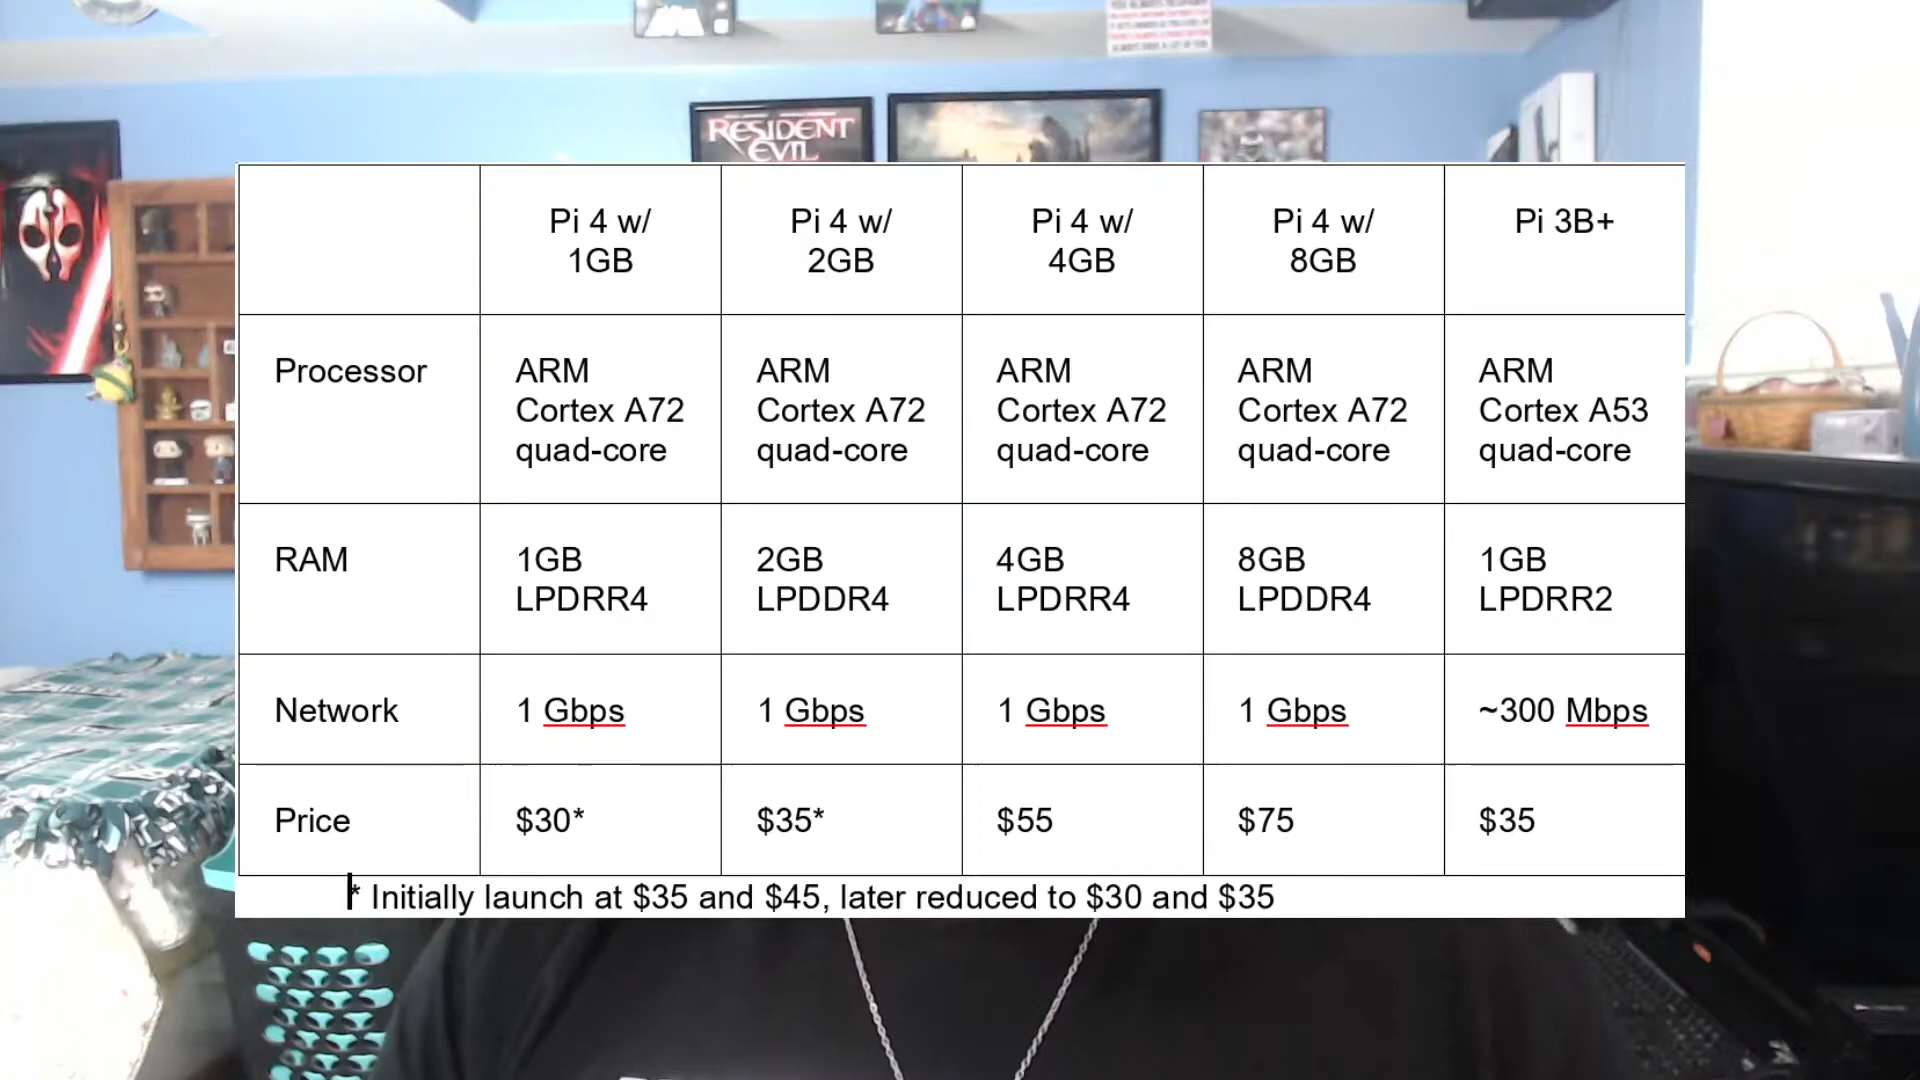 RESIDENT
EVIL
Pi 4 w/ 1GB
Pi 4 w/ 2GB
Pi 4 w/ 4GB
Pi 4 w/ 8GB
Pi 3B+
Processor
ARM Cortex A72 quad-core
ARM Cortex A72 quad-core
ARM Cortex A72 quad-core
ARM Cortex A72 quad-core
ARM Cortex A53 quad-core
RAM
1GB LPDRR4
2GB LPDDR4
4GB LPDRR4
8GB LPDDR4
1GB LPDRR2
Network
1 Gbps
1 Gbps
1 Gbps
1 Gbps
~300 Mbps
Price
$30*
$35*
$55
$75
$35
* Initially launch at $35 and $45, later reduced to $30 and $35